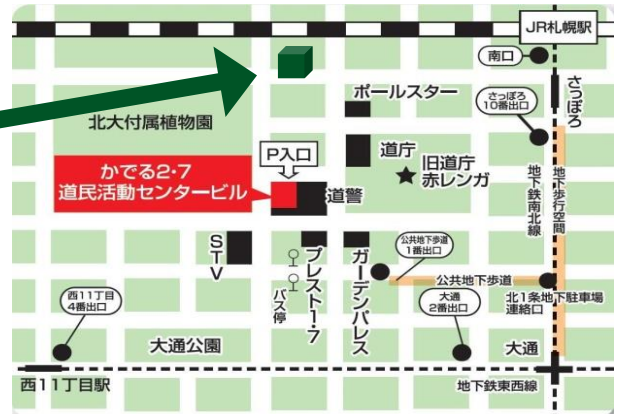 JR札幌駅
南口
さっぽろ
さっぽろ
10番出口
ポールスター
北大付属植物園
P入口
道庁
旧道庁
赤レンガ
かでる2・7
道民活動センタービル
道警
地下鉄南北線
地下歩行空間
STV
バス停
プレスト1・7
ガーデンパレス
公共地下歩道
1番出口
公共地下歩道
西11丁目
4番出口
大通
2番出口
北1条地下駐車場
連絡口
大通公園
大通
西11丁目駅
地下鉄東西線